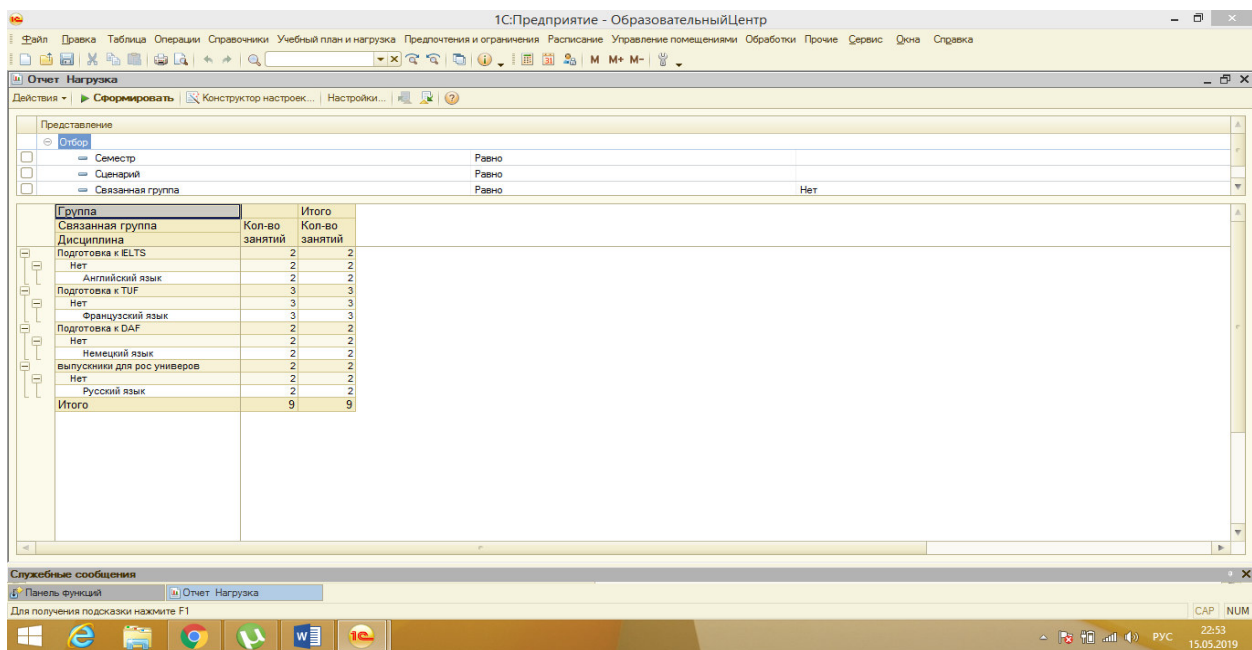 1С:Предприятие - ОбразовательныйЦентр
Файл Правка Таблица Операции Справочники Учебный план и нагрузка Предпочтения и ограничения Расписание Управление помещениями Обработки Прочие Сервис Окна Справка
M M+ M-
Отчет Нагрузка
Действия Сформировать Конструктор настроек... Настройки...
Представление
Отбор
Семестр Равно
Сценарий Равно
Связанная группа Равно Нет
Группа Итого
Связанная группа Кол-во Кол-во
Дисциплина занятий занятий
Подготовка к IELTS 2 2
Нет 2 2
Английский язык 2 2
Подготовка к TUF 3 3
Нет 3 3
Французский язык 3 3
Подготовка к DAF 2 2
Нет 2 2
Немецкий язык 2 2
выпускники для рос универов 2 2
Нет 2 2
Русский язык 2 2
Итого 9 9
Служебные сообщения
Панель функций Отчет Нагрузка
Для получения подсказки нажмите F1 CAP NUM
РУС 22:53
15.05.2019